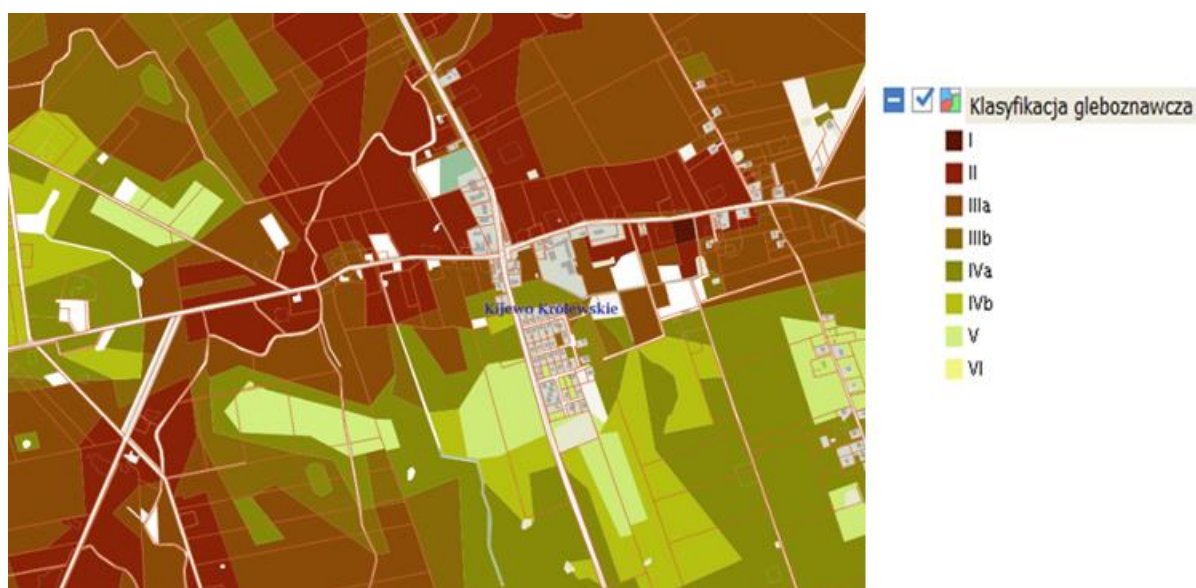 Kijewo Królewskie
Klasyfikacja gleboznawcza
I
II
IIIa
IIIb
IVa
IVb
V
VI